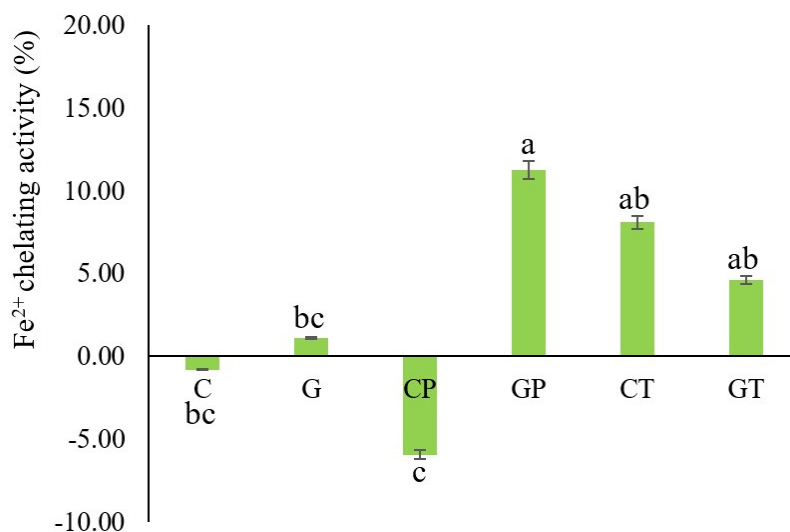 Fe²⁺ chelating activity (%)
20.00
15.00
10.00
5.00
0.00
-5.00
-10.00
a
ab
ab
bc
C
G
CP
GP
CT
GT
bc
c